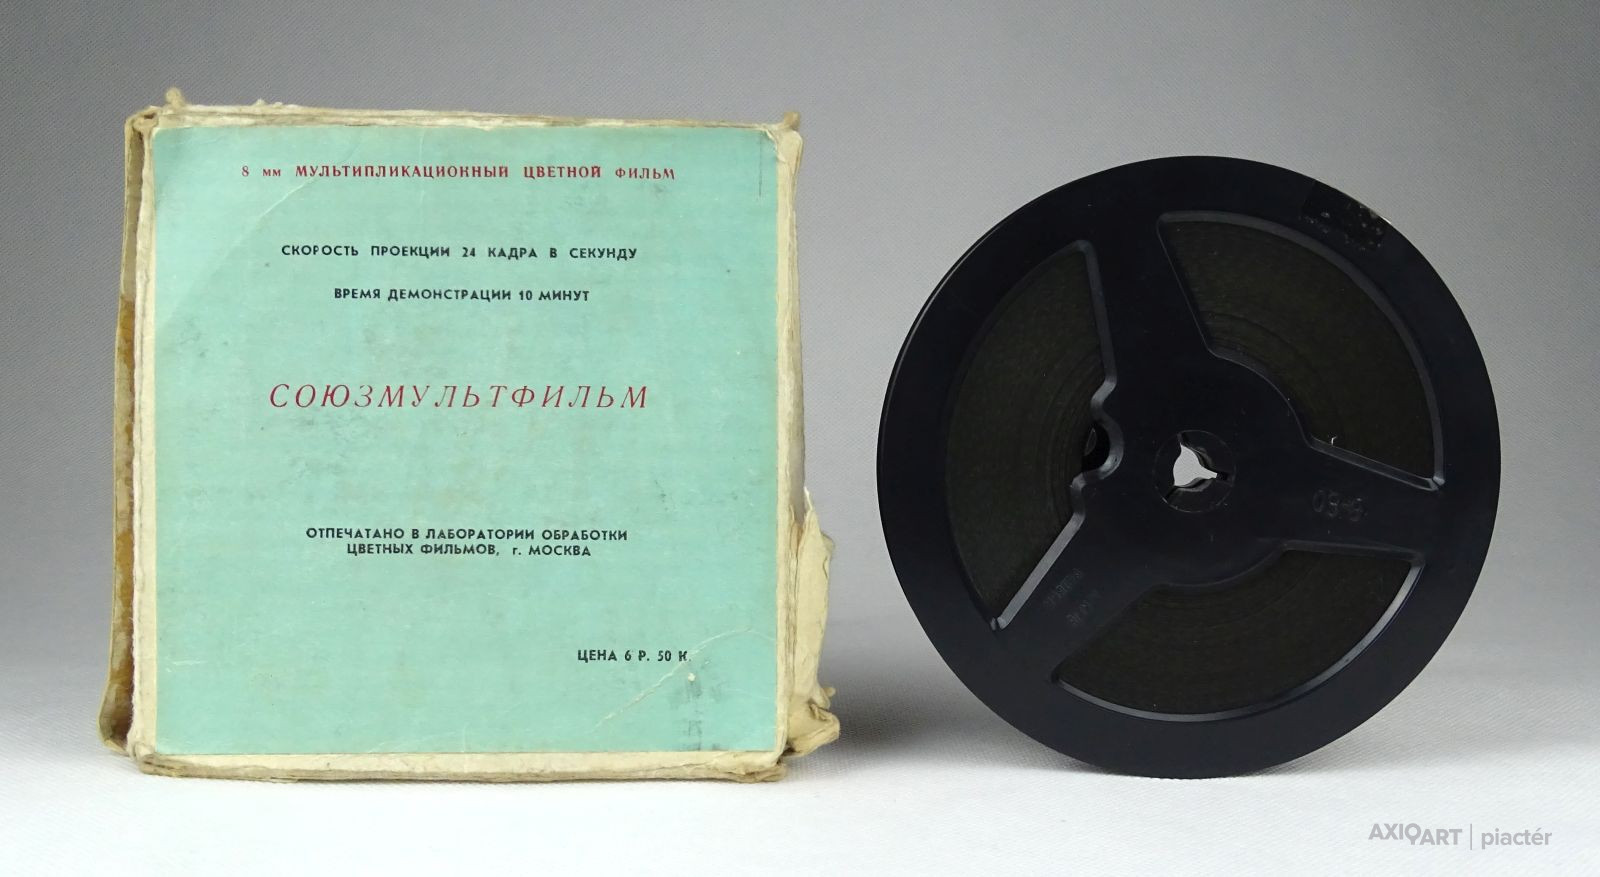 8 мм МУЛЬТИПЛИКАЦИОННЫЙ ЦВЕТНОЙ ФИЛЬМ
СКОРОСТЬ ПРОЕКЦИИ 24 КАДРА В СЕКУНДУ
ВРЕМЯ ДЕМОНСТРАЦИИ 10 МИНУТ
СОЮЗМУЛЬТФИЛЬМ
ОТПЕЧАТАНО В ЛАБОРАТОРИИ ОБРАБОТКИ
ЦВЕТНЫХ ФИЛЬМОВ, г. МОСКВА
ЦЕНА 6 Р. 50 К.
AXIOART | piactér